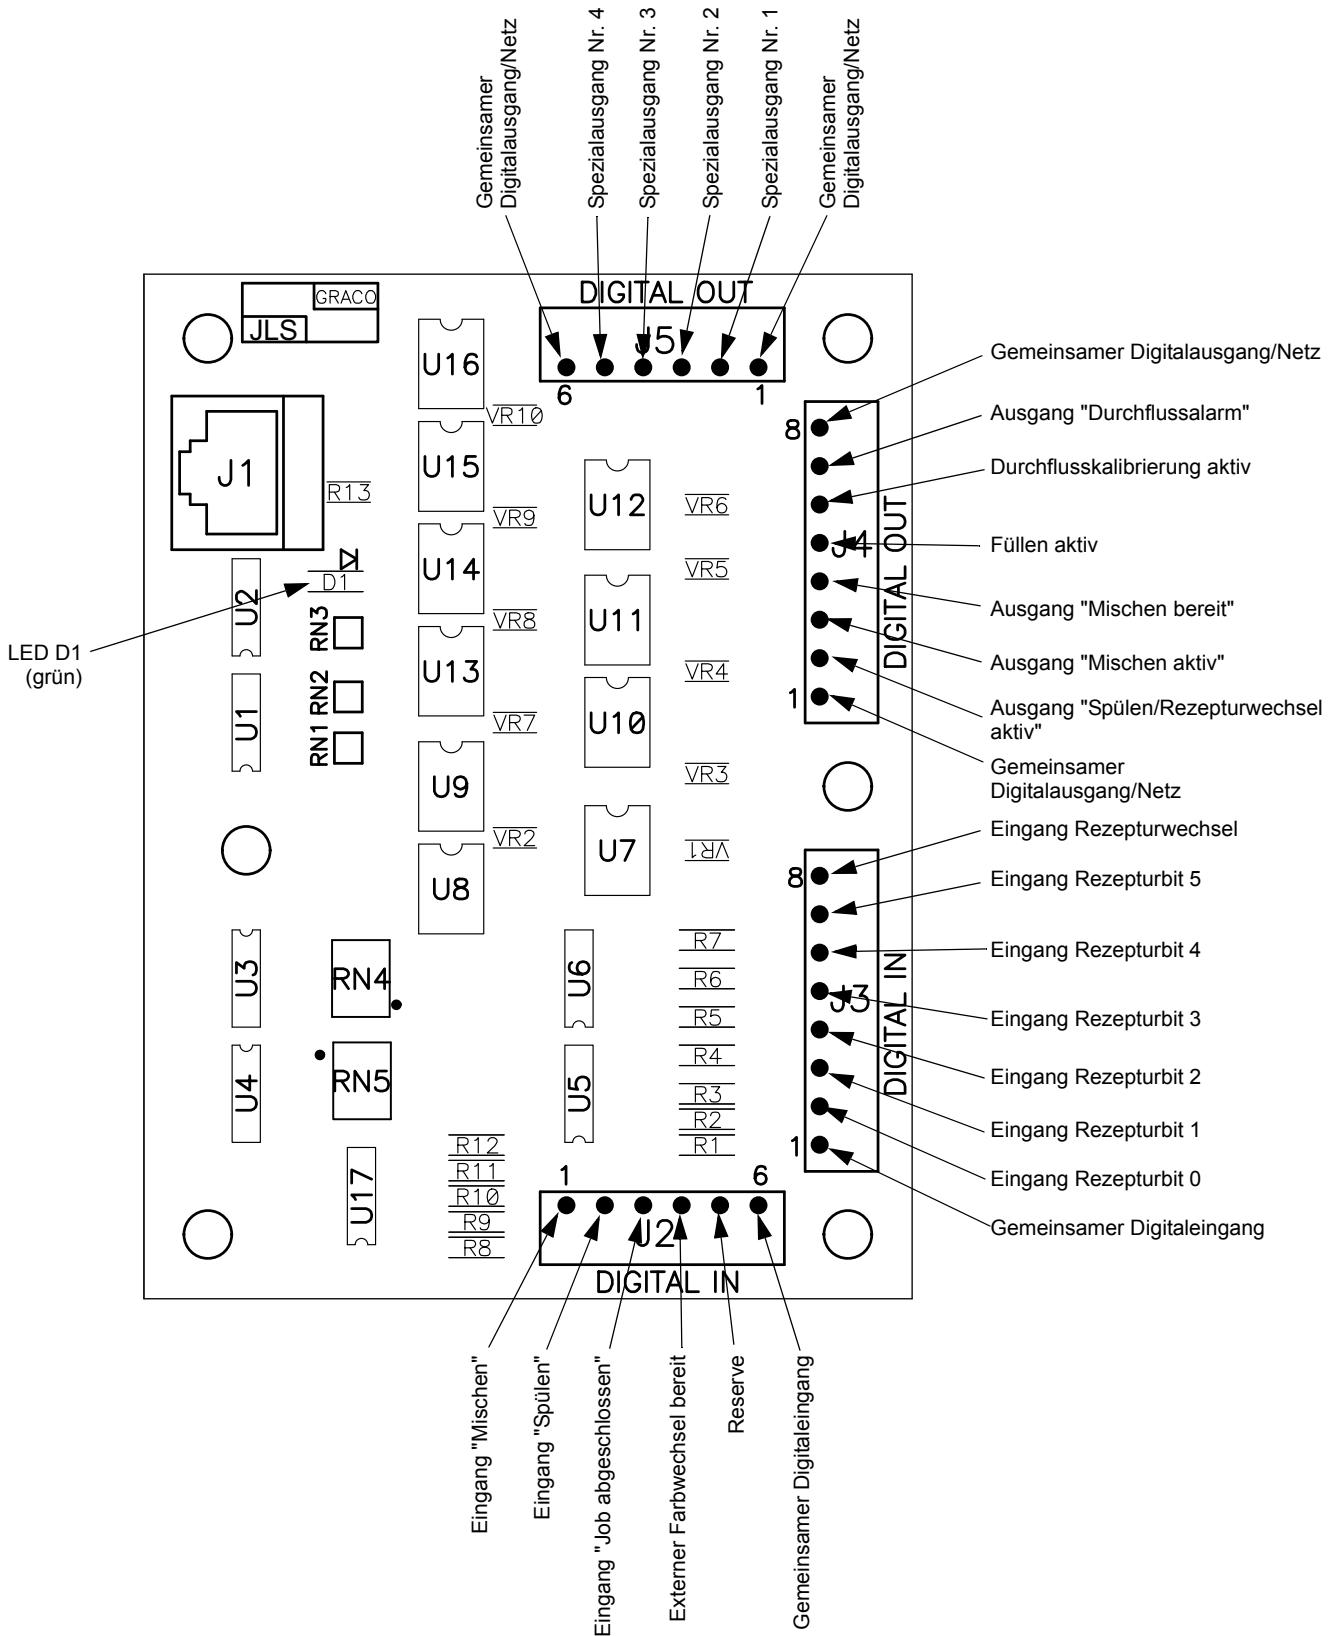 Gemeinsamer
Digitalausgang/Netz
Spezialausgang Nr. 4
Spezialausgang Nr. 3
Spezialausgang Nr. 2
Spezialausgang Nr. 1
Gemeinsamer
Digitalausgang/Netz
GRACO
JLS
DIGITAL OUT
J5
6
1
U16
VR10
J1
R13
U15
VR9
U12
VR6
U14
VR8
VR5
D1
U2
RN3
U11
U13
VR7
VR4
LED D1
(grün)
U1
RN2
RN1
U10
VR3
U9
VR2
U7
VR1
U8
8
J4
DIGITAL OUT
1
Gemeinsamer Digitalausgang/Netz
Ausgang "Durchflussalarm"
Durchflusskalibrierung aktiv
Füllen aktiv
Ausgang "Mischen bereit"
Ausgang "Mischen aktiv"
Ausgang "Spülen/Rezepturwechsel
aktiv"
Gemeinsamer
Digitalausgang/Netz
8
J3
DIGITAL IN
1
Eingang Rezepturwechsel
Eingang Rezepturbit 5
Eingang Rezepturbit 4
Eingang Rezepturbit 3
Eingang Rezepturbit 2
Eingang Rezepturbit 1
Eingang Rezepturbit 0
Gemeinsamer Digitaleingang
U3
RN4
U6
R7
R6
R5
U4
RN5
U5
R4
R3
R2
R1
U17
R12
R11
R10
R9
R8
1
6
J2
DIGITAL IN
Eingang "Mischen"
Eingang "Spülen"
Eingang "Job abgeschlossen"
Externer Farbwechsel bereit
Reserve
Gemeinsamer Digitaleingang